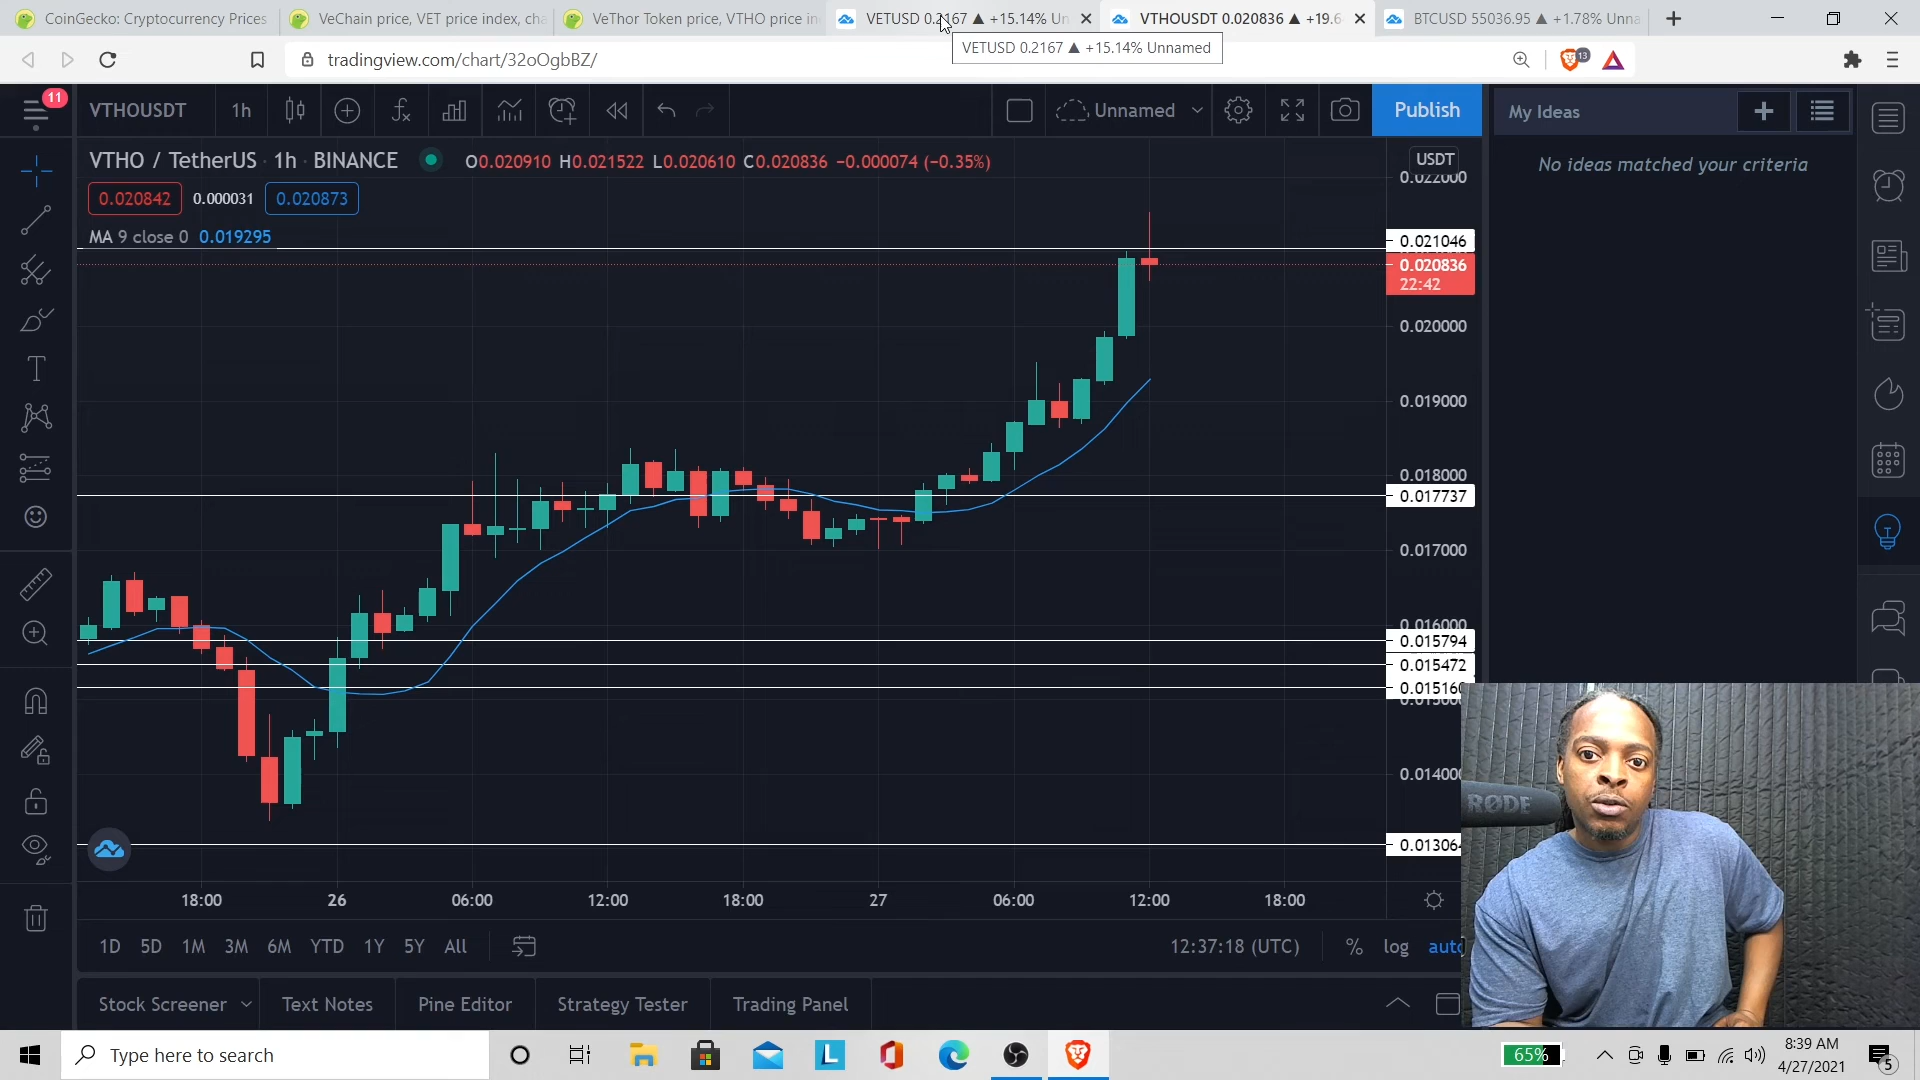 CoinGecko: Cryptocurrency Prices
VeChain price, VET price index, cha
VeThor Token price, VTHO price in
VETUSD 0.2167 ▲ +15.14% Un
VTHOUSDT 0.020836 ▲ +19.6
BTCUSD 55036.95 ▲ +1.78% Unna
tradingview.com/chart/32oOgbBZ/
VETUSD 0.2167 ▲ +15.14% Unnamed
13
11
VTHOUSDT
1h
Unnamed
Publish
My Ideas
No ideas matched your criteria
VTHO / TetherUS · 1h · BINANCE
O0.020910 H0.021522 L0.020610 C0.020836 −0.000074 (−0.35%)
0.020842
0.000031
0.020873
MA 9 close 0 0.019295
USDT
0.022000
0.021046
0.020836
22:42
0.020000
0.019000
0.018000
0.017737
0.017000
0.016000
0.015794
0.015472
0.015160
0.015000
0.01400
0.013064
18:00
26
06:00
12:00
18:00
27
06:00
12:00
18:00
1D
5D
1M
3M
6M
YTD
1Y
5Y
All
12:37:18 (UTC)
%
log
auto
Stock Screener
Text Notes
Pine Editor
Strategy Tester
Trading Panel
RØDE
Type here to search
L
65%
8:39 AM
4/27/2021
5